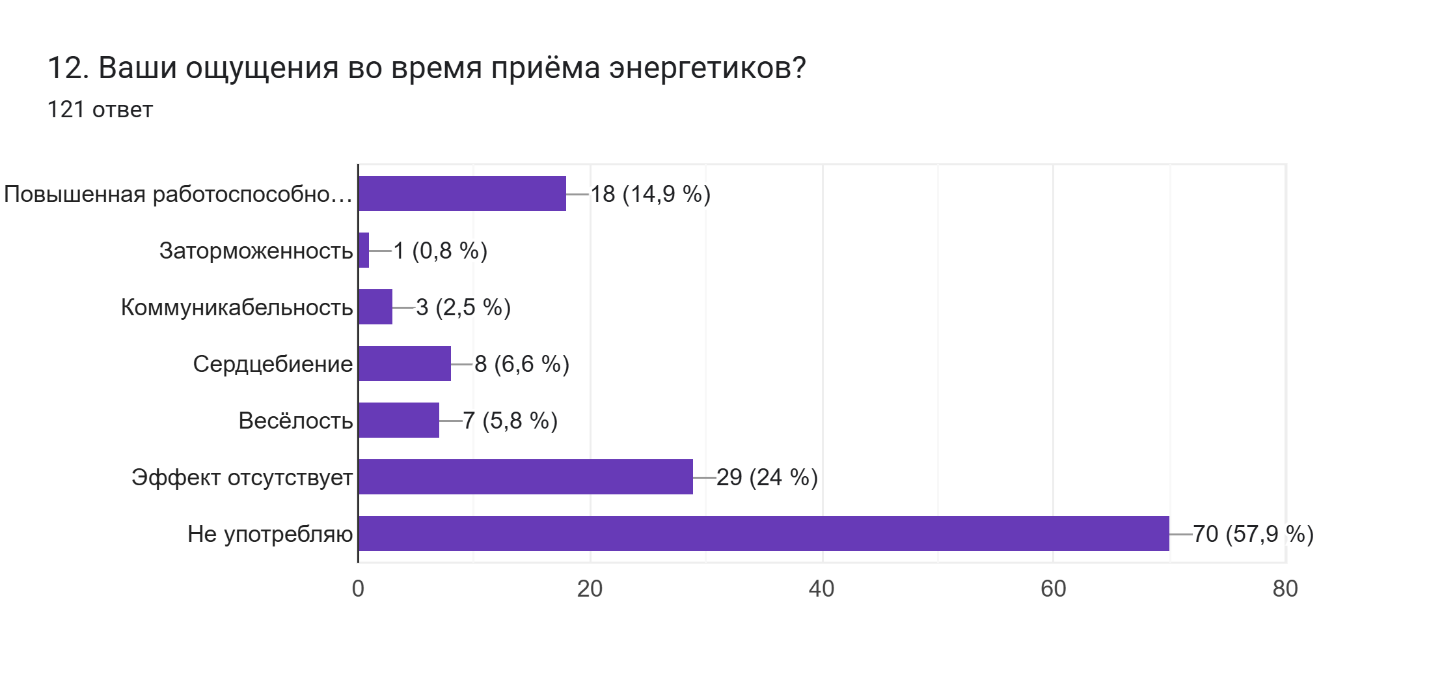 12. Ваши ощущения во время приёма энергетиков?
121 ответ
Повышенная работоспособно… 18 (14,9 %)
Заторможенность 1 (0,8 %)
Коммуникабельность 3 (2,5 %)
Сердцебиение 8 (6,6 %)
Весёлость 7 (5,8 %)
Эффект отсутствует 29 (24 %)
Не употребляю 70 (57,9 %)
0 20 40 60 80